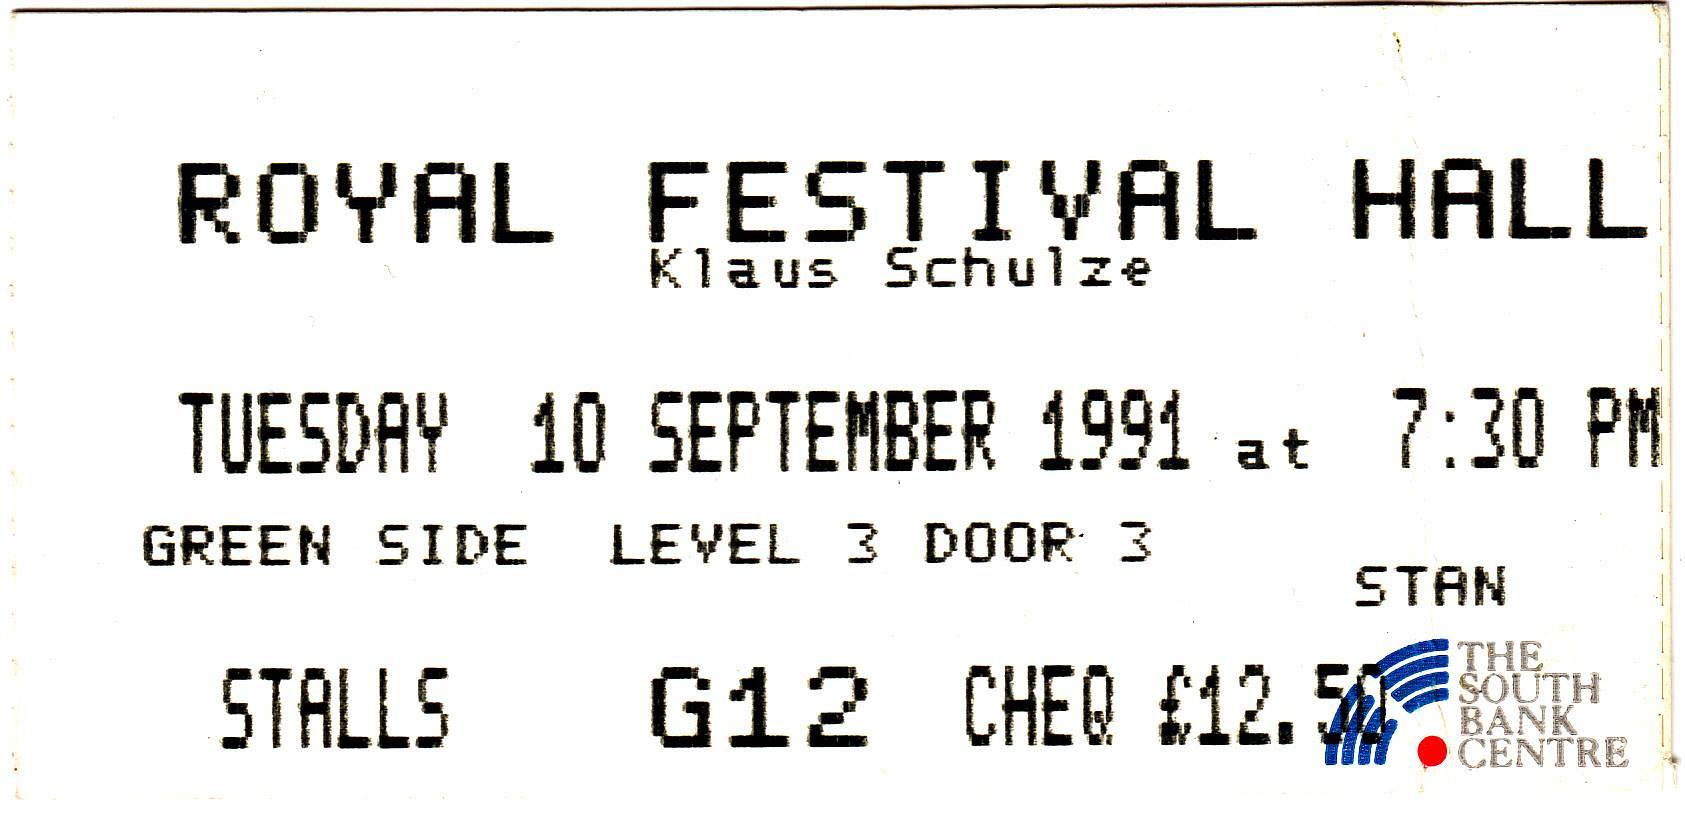 ROYAL FESTIVAL HALL
Klaus Schulze
TUESDAY 10 SEPTEMBER 1991 at 7:30 PM
GREEN SIDE LEVEL 3 DOOR 3
STAN
STALLS G12 CHEQ £12.50
THE
SOUTH
BANK
CENTRE